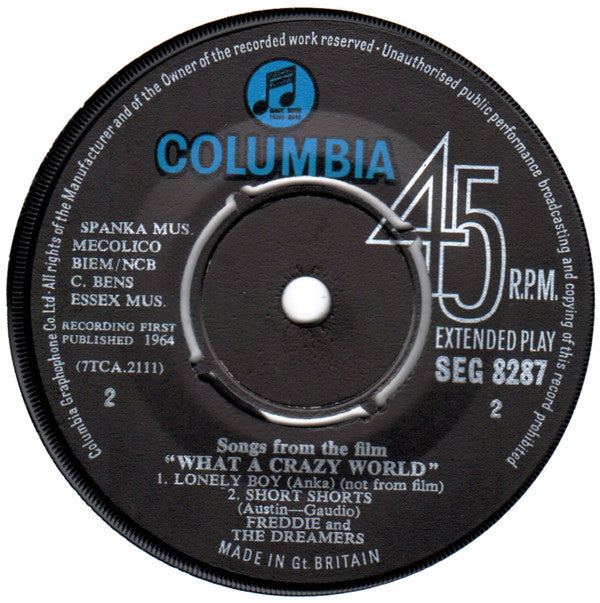 Columbia Graphophone Co. Ltd · All rights of the Manufacturer and of the Owner of the recorded work reserved · Unauthorised public performance broadcasting and copying of this record prohibited
COLUMBIA
45
R.P.M.
EXTENDED PLAY
SEG 8287
2
SPANKA MUS.
MECOLICO
BIEM/NCB
C. BENS
ESSEX MUS.
RECORDING FIRST
PUBLISHED 1964
(7TCA.2111)
2
Songs from the film
"WHAT A CRAZY WORLD"
1. LONELY BOY (Anka) (not from film)
2. SHORT SHORTS
(Austin—Gaudio)
FREDDIE and
THE DREAMERS
MADE IN Gt. BRITAIN